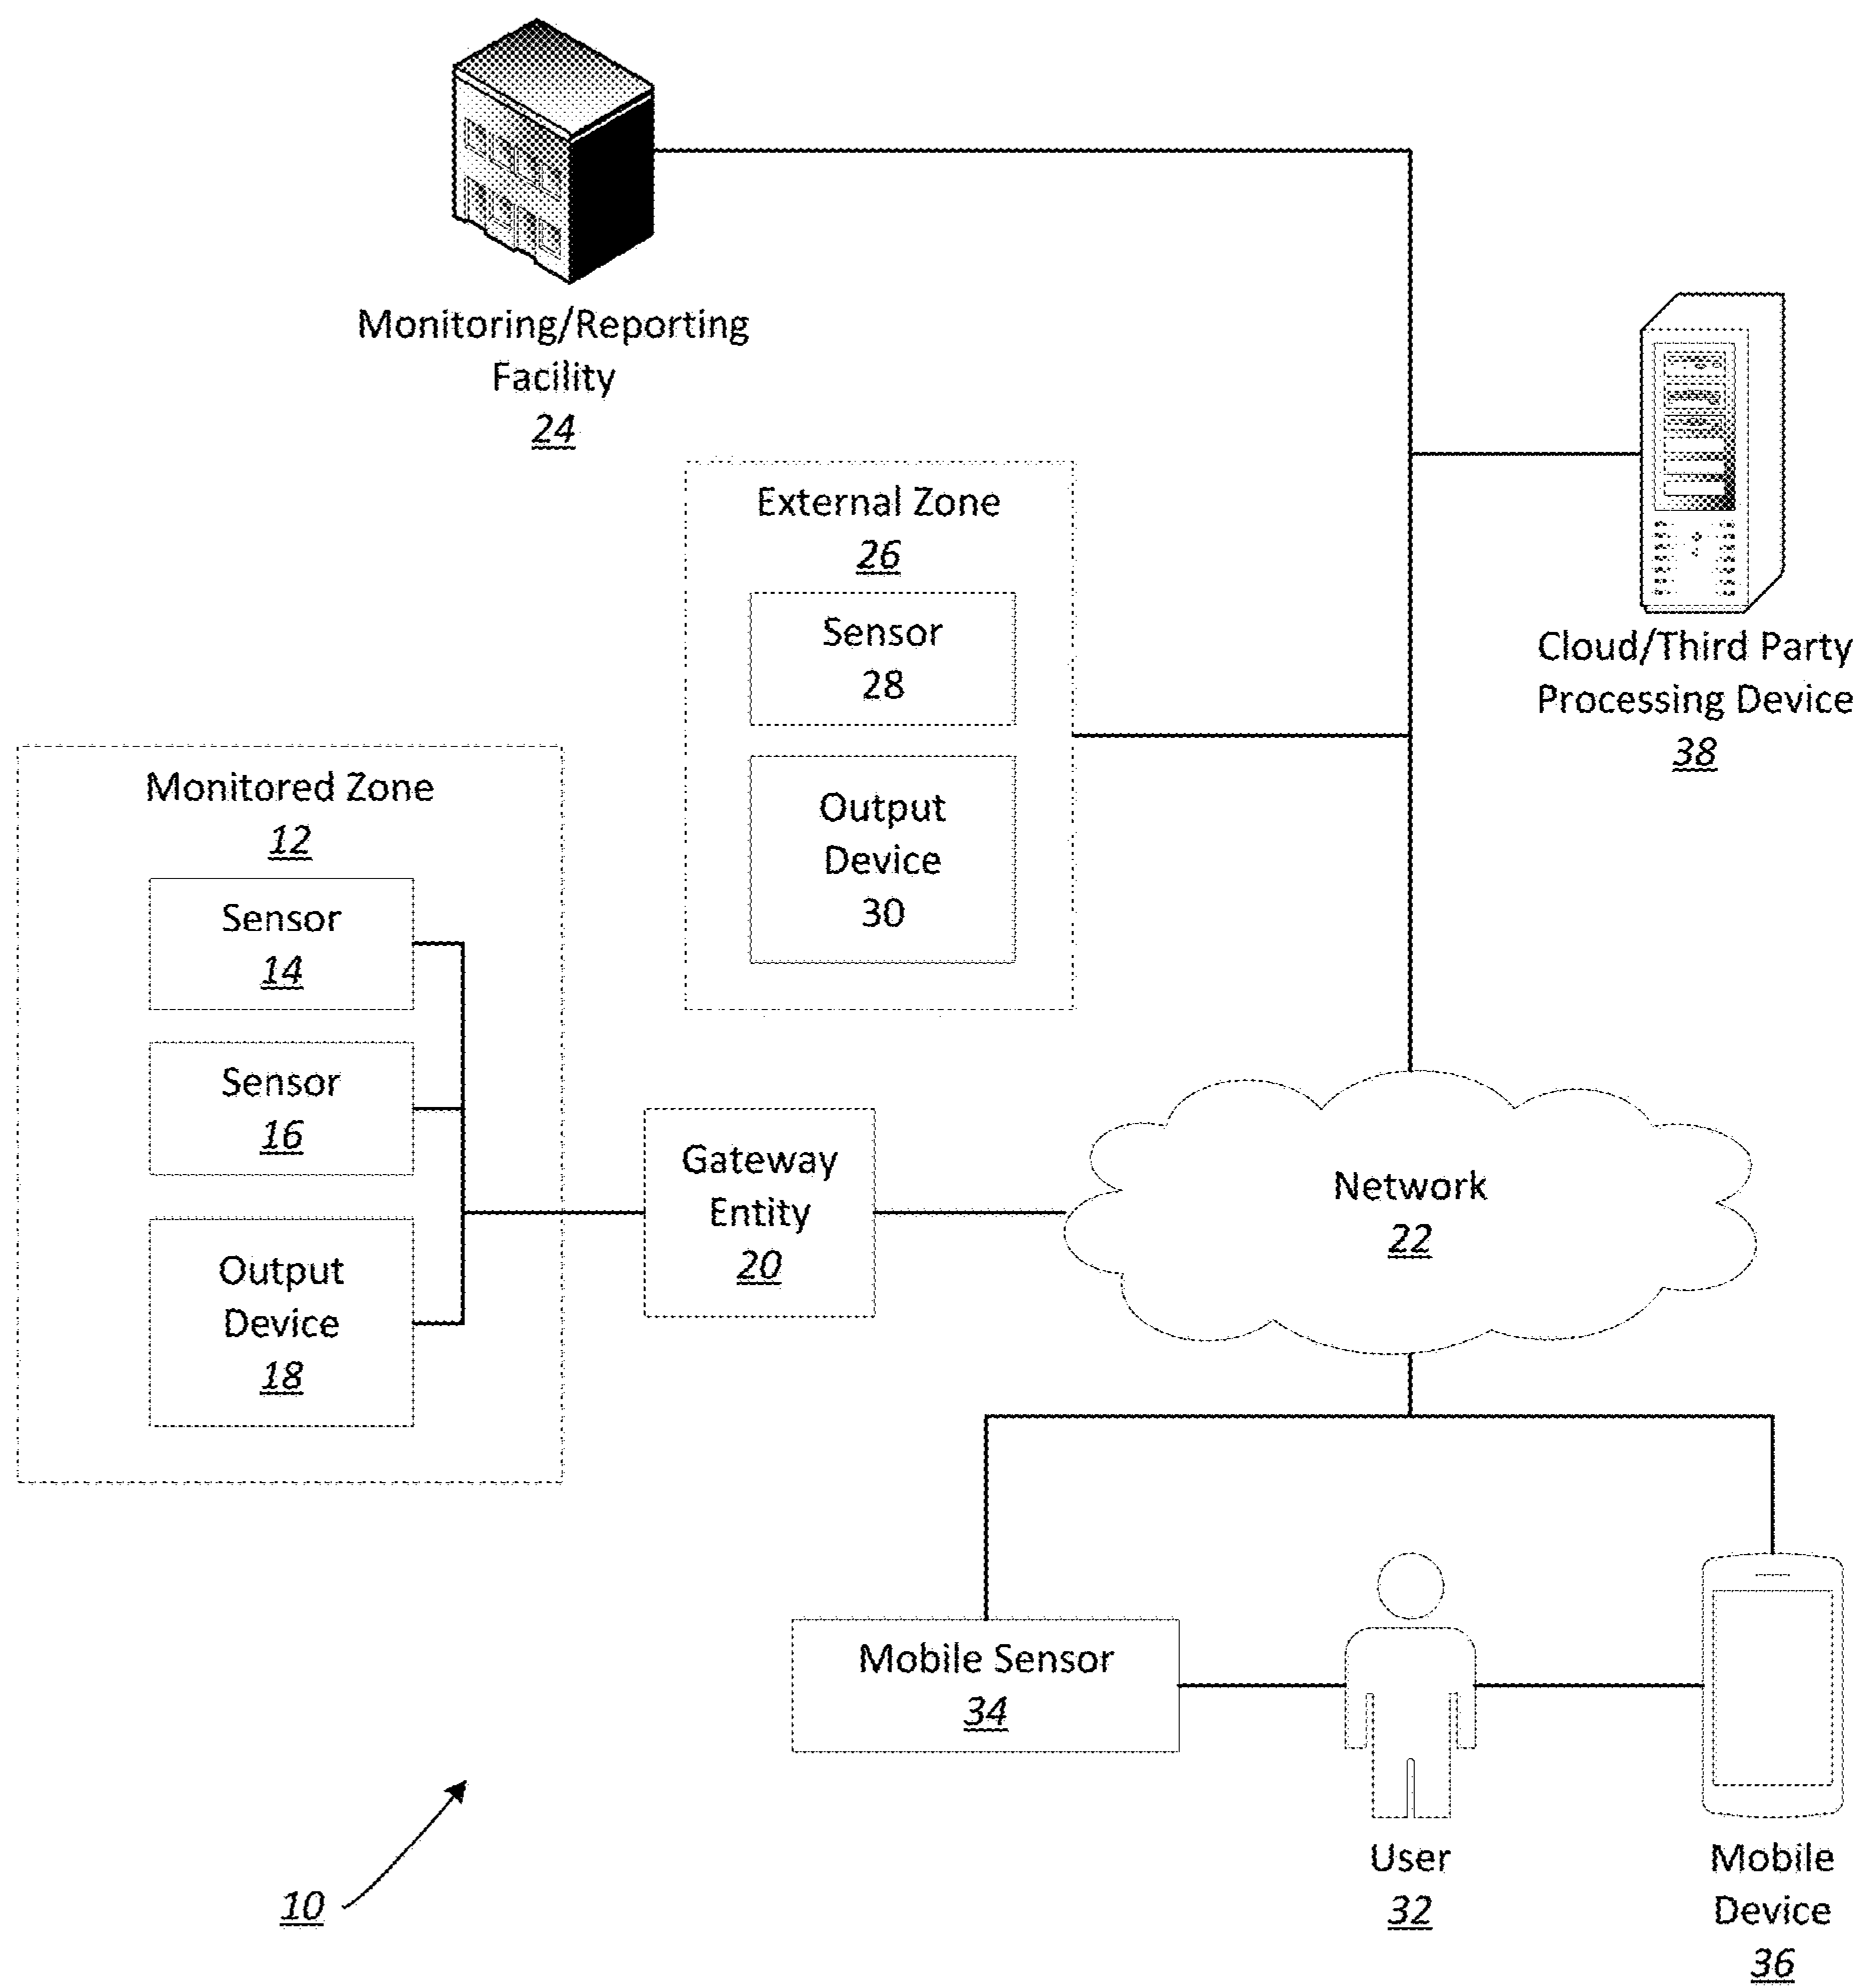 Monitoring/Reporting
Facility
24
External Zone
26
Sensor
28
Output
Device
30
Cloud/Third Party
Processing Device
38
Monitored Zone
12
Sensor
14
Sensor
16
Output
Device
18
Gateway
Entity
20
Network
22
Mobile Sensor
34
User
32
Mobile
Device
36
10